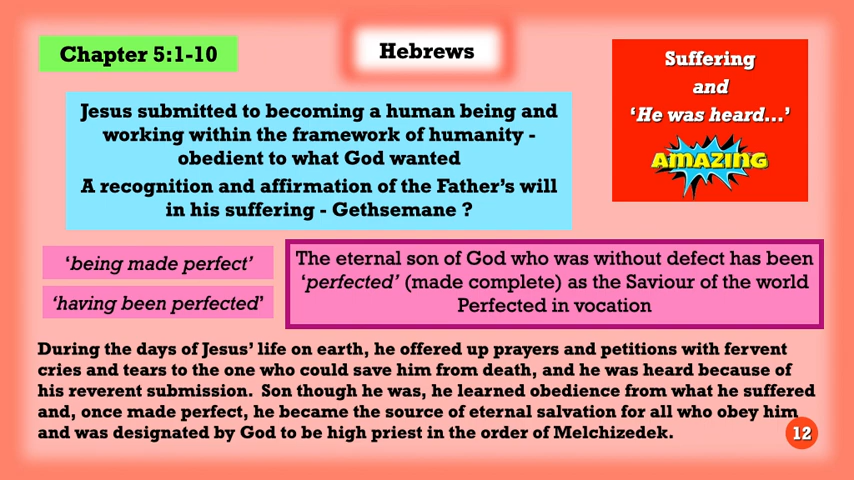 Chapter 5:1-10
Hebrews
Suffering
and
‘He was heard...’
AMAZING
Jesus submitted to becoming a human being and
working within the framework of humanity -
obedient to what God wanted
A recognition and affirmation of the Father’s will
in his suffering - Gethsemane ?
‘being made perfect’
‘having been perfected’
The eternal son of God who was without defect has been
‘perfected’ (made complete) as the Saviour of the world
Perfected in vocation
During the days of Jesus’ life on earth, he offered up prayers and petitions with fervent
cries and tears to the one who could save him from death, and he was heard because of
his reverent submission. Son though he was, he learned obedience from what he suffered
and, once made perfect, he became the source of eternal salvation for all who obey him
and was designated by God to be high priest in the order of Melchizedek.
12